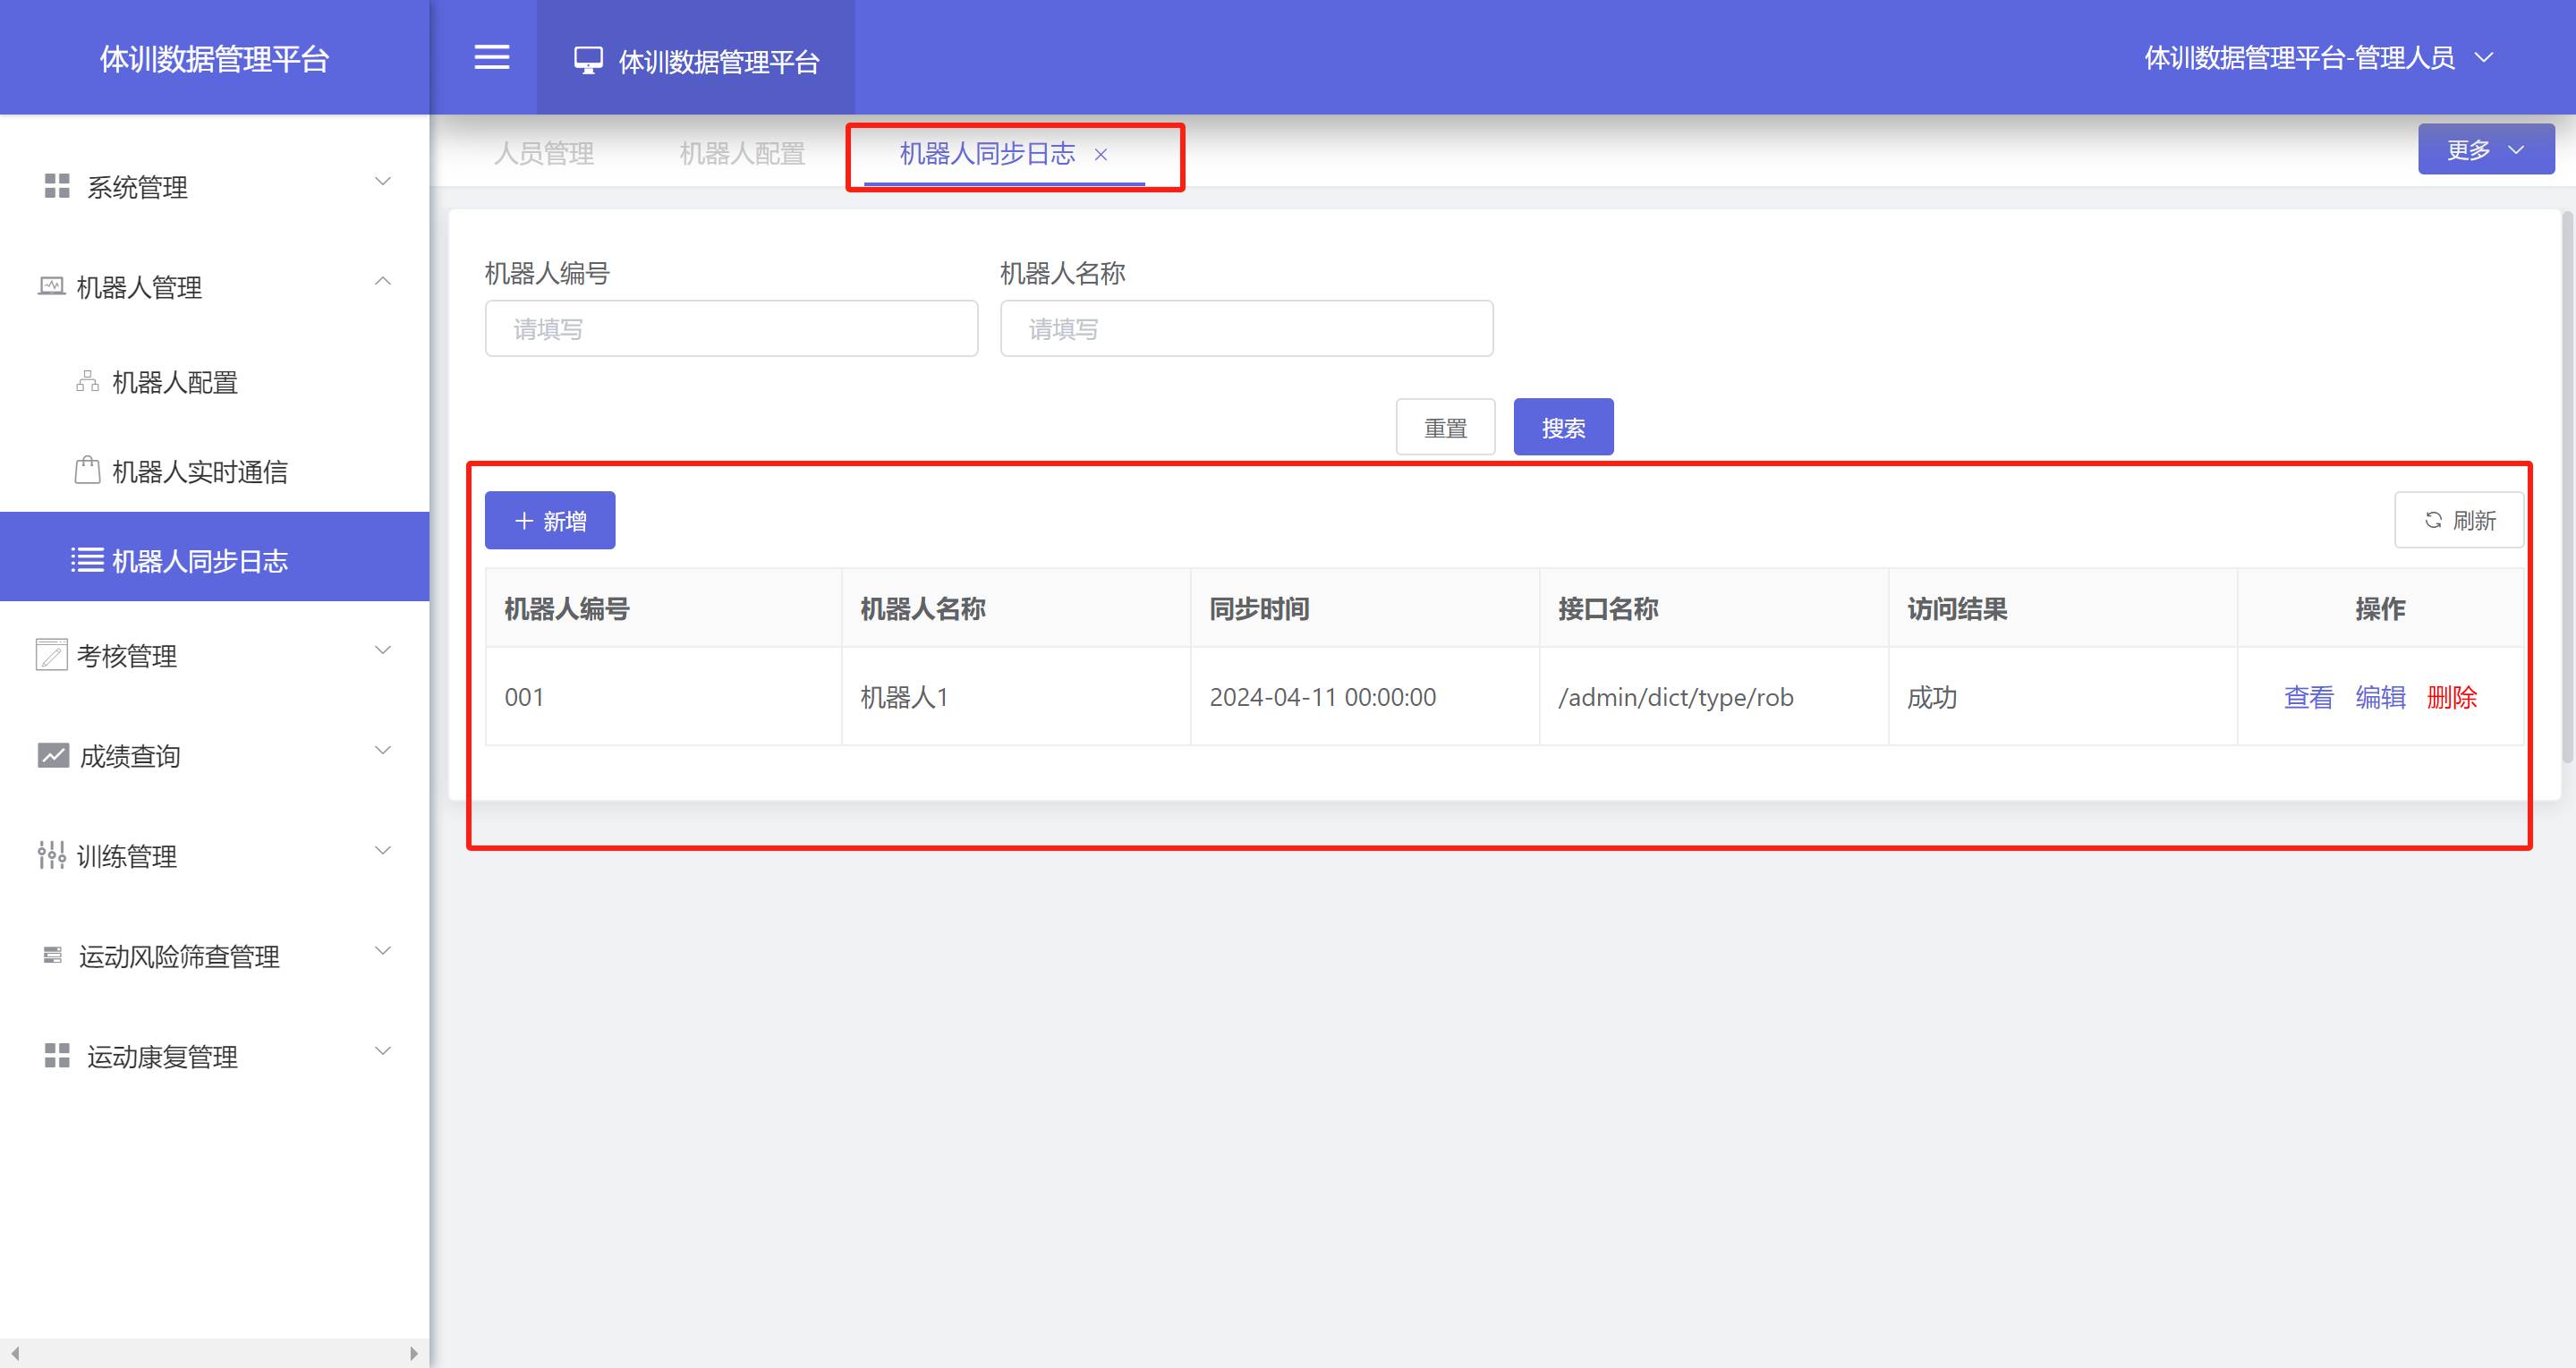 体训数据管理平台
体训数据管理平台
体训数据管理平台-管理人员
人员管理
机器人配置
机器人同步日志
更多
系统管理
机器人管理
机器人配置
机器人实时通信
机器人同步日志
考核管理
成绩查询
训练管理
运动风险筛查管理
运动康复管理
机器人编号
机器人名称
请填写
请填写
重置
搜索
新增
刷新
机器人编号 机器人名称 同步时间 接口名称 访问结果 操作
001 机器人1 2024-04-11 00:00:00 /admin/dict/type/rob 成功 查看 编辑 删除